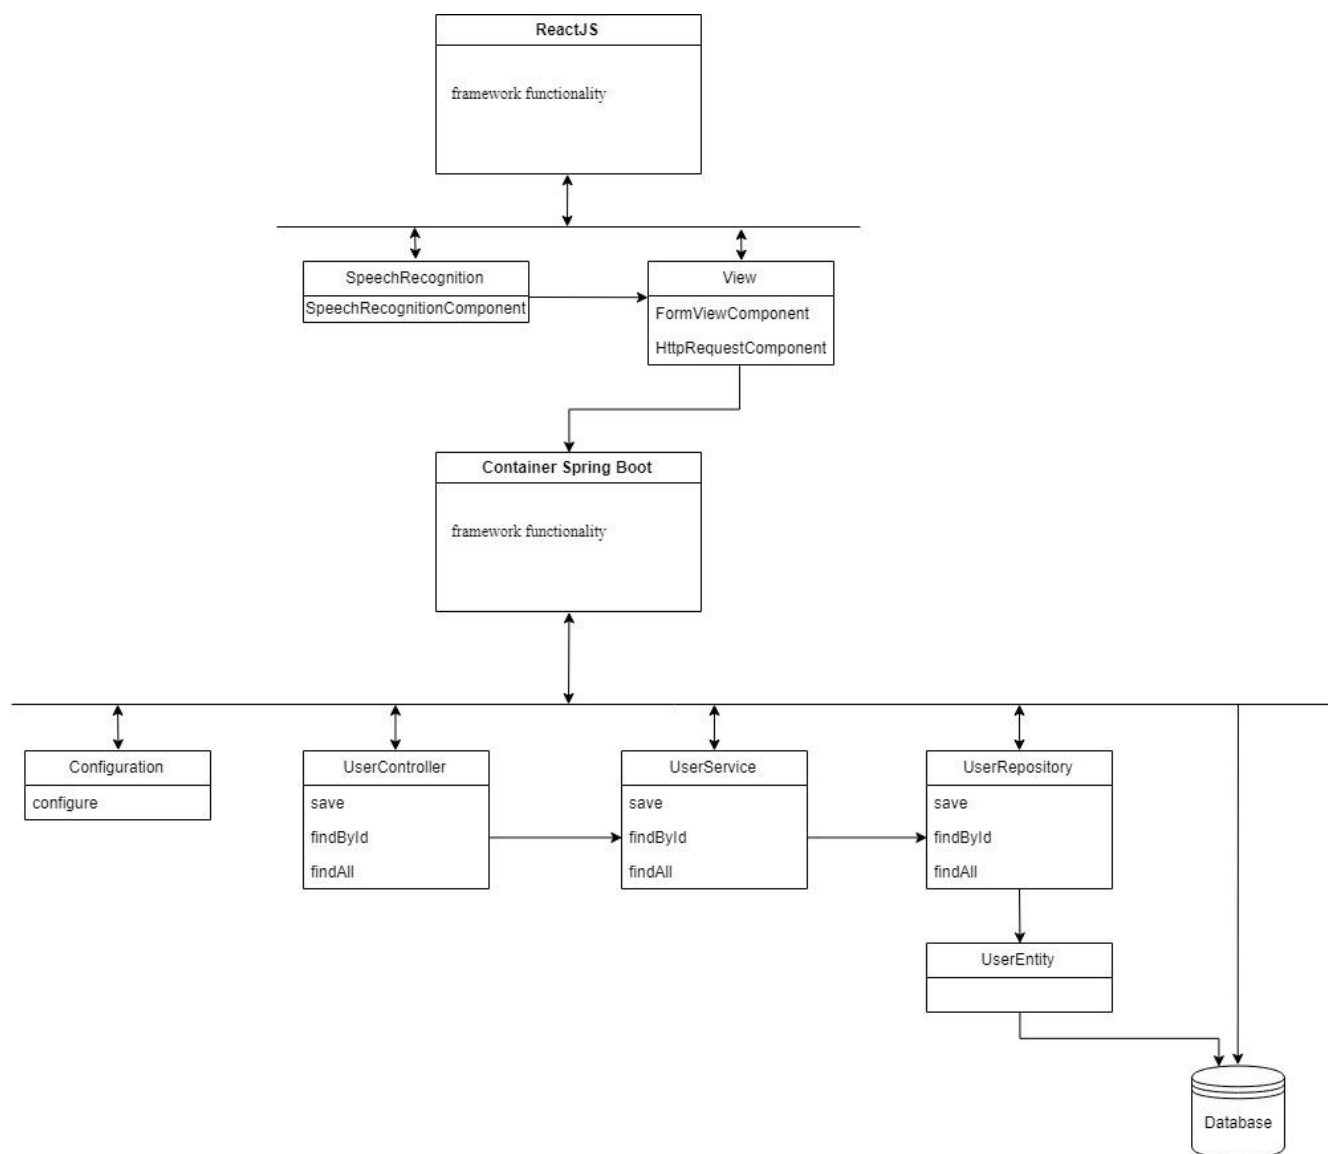 ReactJS
framework functionality
SpeechRecognition
SpeechRecognitionComponent
View
FormViewComponent
HttpRequestComponent
Container Spring Boot
framework functionality
Configuration
configure
UserController
save
findById
findAll
UserService
save
findById
findAll
UserRepository
save
findById
findAll
UserEntity
Database